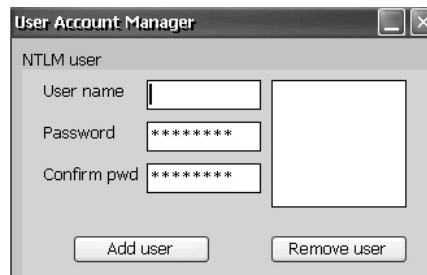 User Account Manager
NTLM user
User name
Password ********
Confirm pwd ********
Add user Remove user